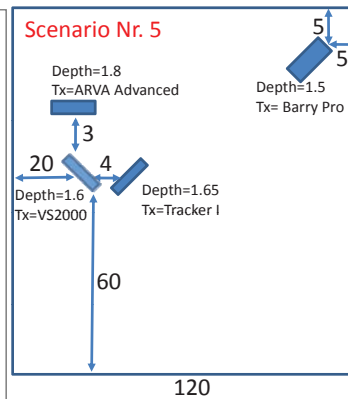 Scenario Nr. 5
5
5
Depth=1.8
Tx=ARVA Advanced
Depth=1.5
Tx= Barry Pro
3
20
4
Depth=1.6
Tx=VS2000
Depth=1.65
Tx=Tracker I
60
120